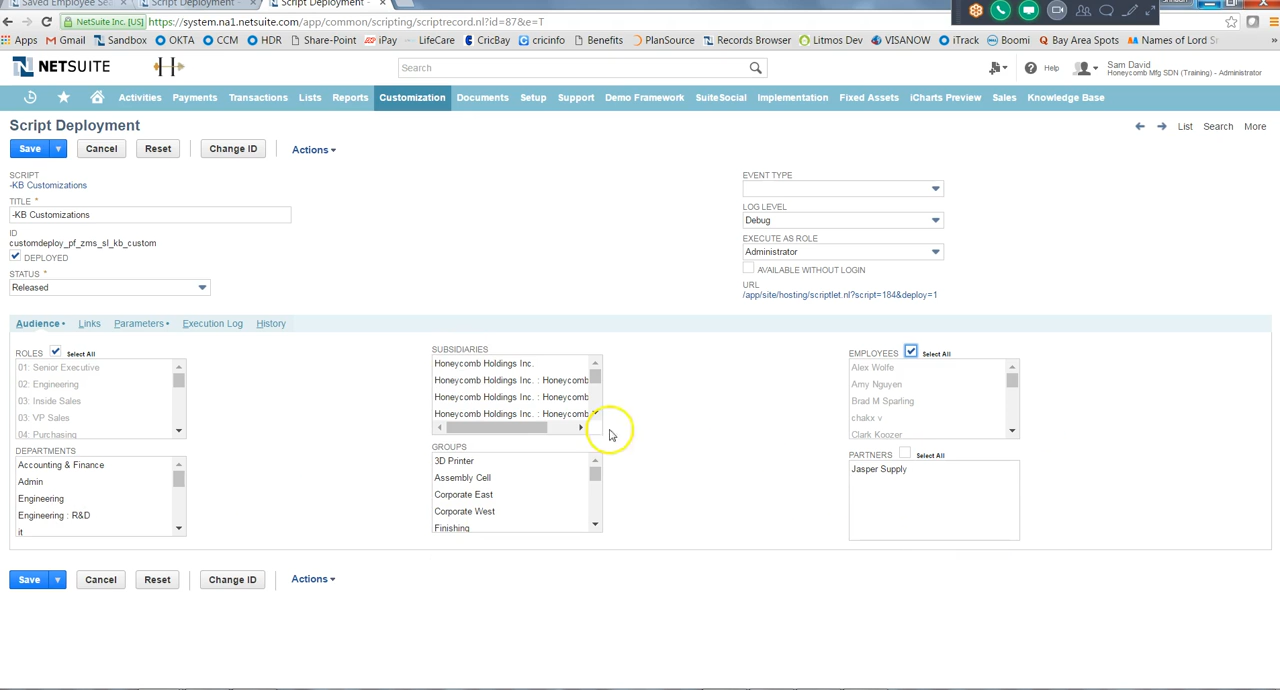 Saved Employee Sea
Script Deployment -
Script Deployment -
NetSuite Inc. [US]
https://system.na1.netsuite.com/app/common/scripting/scriptrecord.nl?id=87&e=T
Apps
Gmail
Sandbox
OKTA
CCM
HDR
Share-Point
iPay
LifeCare
CricBay
cricinfo
Benefits
PlanSource
Records Browser
Litmos Dev
VISANOW
iTrack
Boomi
Bay Area Spots
Names of Lord S
»
NETSUITE
H
Search
Help
Sam David
Honeycomb Mfg SDN (Training) - Administrator
Activities
Payments
Transactions
Lists
Reports
Customization
Documents
Setup
Support
Demo Framework
SuiteSocial
Implementation
Fixed Assets
iCharts Preview
Sales
Knowledge Base
Script Deployment
List
Search
More
Save
Cancel
Reset
Change ID
Actions
SCRIPT
-KB Customizations
TITLE *
-KB Customizations
ID
customdeploy_pf_zms_sl_kb_custom
DEPLOYED
STATUS *
Released
EVENT TYPE
LOG LEVEL
Debug
EXECUTE AS ROLE
Administrator
AVAILABLE WITHOUT LOGIN
URL
/app/site/hosting/scriptlet.nl?script=184&deploy=1
Audience •
Links
Parameters •
Execution Log
History
ROLES
Select All
01: Senior Executive
02: Engineering
03: Inside Sales
03: VP Sales
04: Purchasing
DEPARTMENTS
Accounting & Finance
Admin
Engineering
Engineering : R&D
it
SUBSIDIARIES
Honeycomb Holdings Inc.
Honeycomb Holdings Inc. : Honeycomb
Honeycomb Holdings Inc. : Honeycomb
Honeycomb Holdings Inc. : Honeycomb
GROUPS
3D Printer
Assembly Cell
Corporate East
Corporate West
Finishing
EMPLOYEES
Select All
Alex Wolfe
Amy Nguyen
Brad M Sparling
chakx v
Clark Koozer
PARTNERS
Select All
Jasper Supply
Save
Cancel
Reset
Change ID
Actions